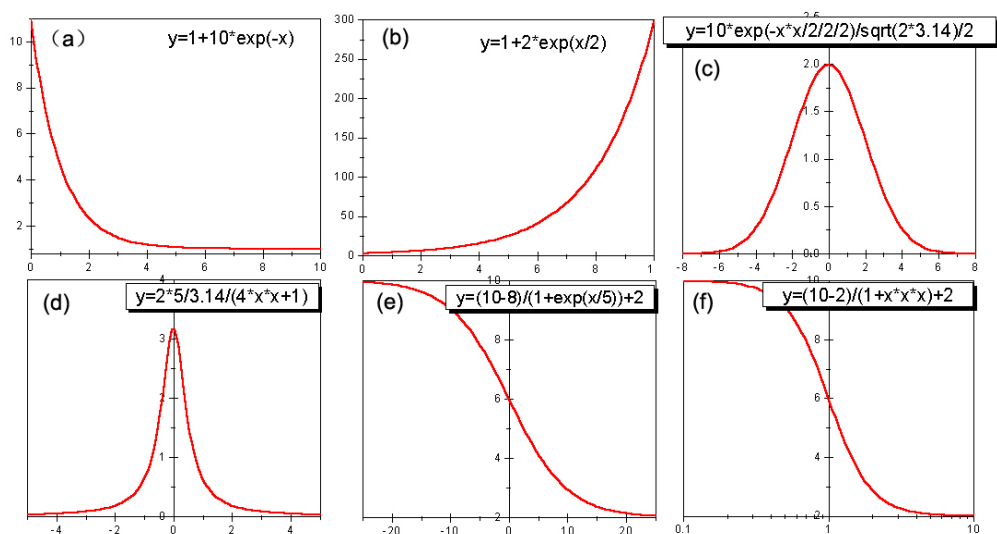 （a）
y=1+10*exp(-x)
10
8
6
4
2
0 2 4 6 8 10
(b)
y=1+2*exp(x/2)
300
250
200
150
100
50
0
0 2 4 6 8 1
y=10*exp(-x*x/2/2/2)/sqrt(2*3.14)/2
(c)
2.0
1.5
1.0
0.5
0.0
-8 -6 -4 -2 0 2 4 6 8
(d)
y=2*5/3.14/(4*x*x+1)
3
2
1
0
-4 -2 0 2 4
(e)
y=(10-8)/(1+exp(x/5))+2
8
6
4
2
-20 -10 0 10 20
(f)
y=(10-2)/(1+x*x*x)+2
8
6
4
2
0.1 1 10